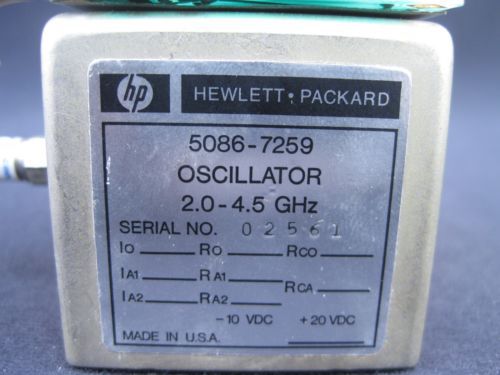 hp HEWLETT • PACKARD
5086-7259
OSCILLATOR
2.0-4.5 GHz
SERIAL NO. 02561
IO RO RCO
IA1 RA1
RCA
IA2 RA2
-10 VDC +20 VDC
MADE IN U.S.A.